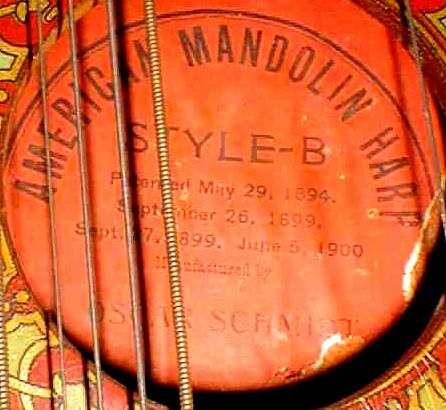 AMERICAN MANDOLIN HARP
STYLE-B
Patented May 29, 1894.
September 26, 1899,
Sept. 27, 1899, June 5, 1900
Manufactured by
OSCAR SCHMIDT